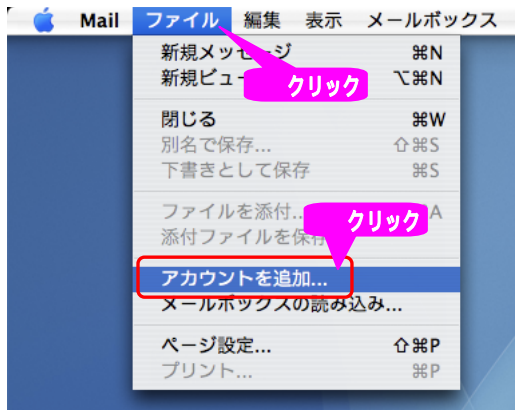 Mail ファイル 編集 表示 メールボックス
新規メッセージ ⌘N
新規ビュー ⌥⌘N
クリック
閉じる ⌘W
別名で保存... ⇧⌘S
下書きとして保存 ⌘S
ファイルを添付... A
クリック
添付ファイルを保存
アカウントを追加...
メールボックスの読み込み...
ページ設定... ⇧⌘P
プリント... ⌘P